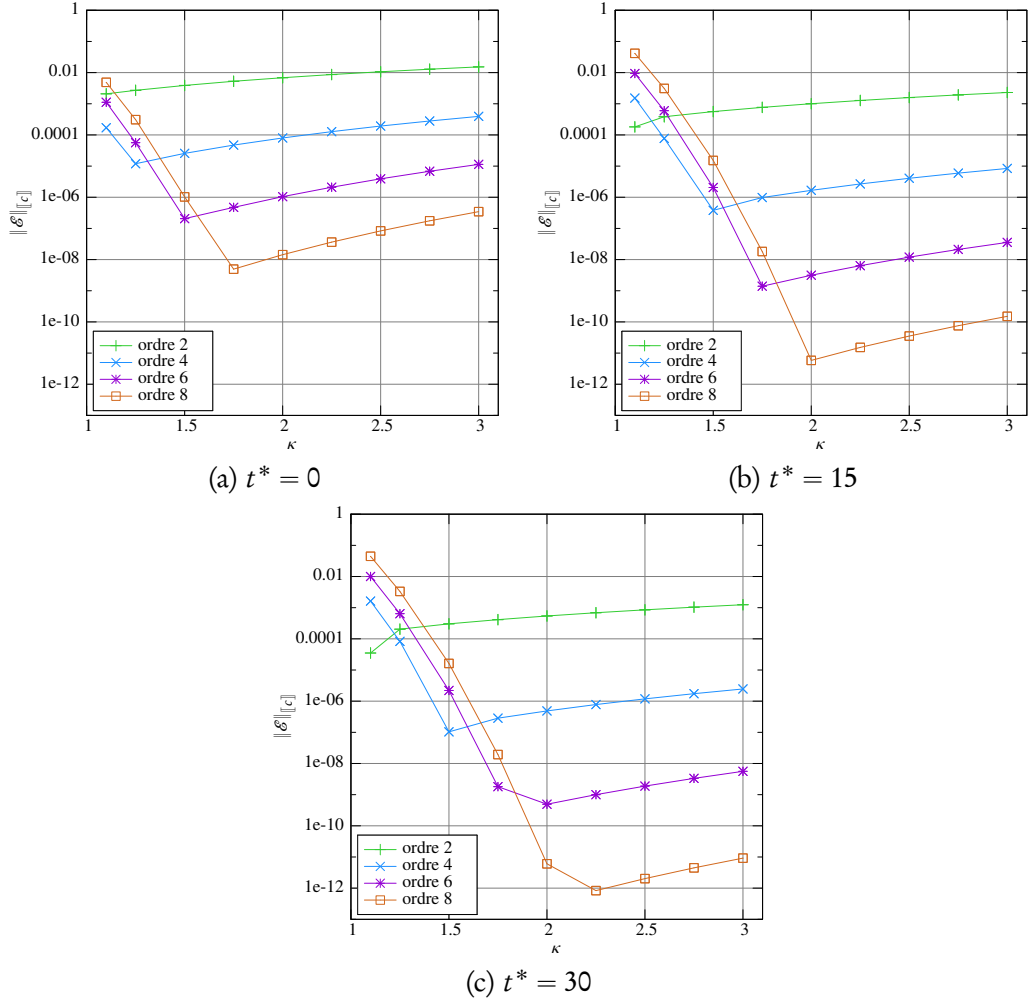 1
0.01
0.0001
1e-06
1e-08
1e-10
1e-12
‖ℰ‖⟦c⟧
ordre 2
ordre 4
ordre 6
ordre 8
1 1.5 2 2.5 3
κ
(a) t* = 0
1
0.01
0.0001
1e-06
1e-08
1e-10
1e-12
‖ℰ‖⟦c⟧
ordre 2
ordre 4
ordre 6
ordre 8
1 1.5 2 2.5 3
κ
(b) t* = 15
1
0.01
0.0001
1e-06
1e-08
1e-10
1e-12
‖ℰ‖⟦c⟧
ordre 2
ordre 4
ordre 6
ordre 8
1 1.5 2 2.5 3
κ
(c) t* = 30